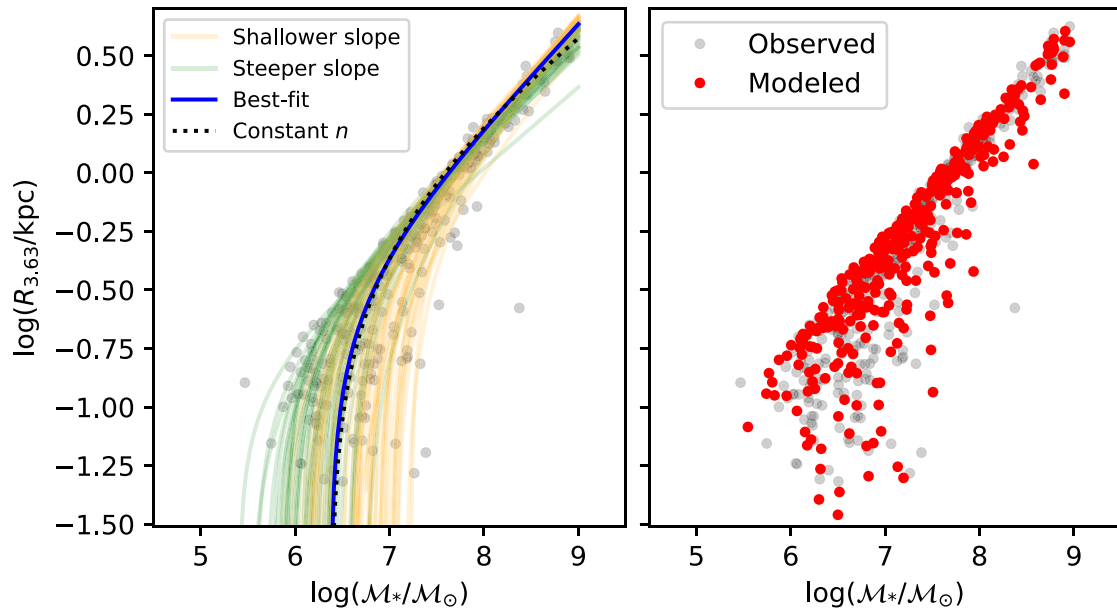 Shallower slope
Steeper slope
Best-fit
Constant n
Observed
Modeled
log(R3.63/kpc)
0.50
0.25
0.00
−0.25
−0.50
−0.75
−1.00
−1.25
−1.50
5 6 7 8 9
5 6 7 8 9
log(ℳ*/ℳ⊙)
log(ℳ*/ℳ⊙)